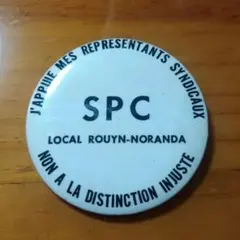 J'APPUIE MES REPRESENTANTS SYNDICAUX
SPC
LOCAL ROUYN-NORANDA
NON A LA DISTINCTION INJUSTE